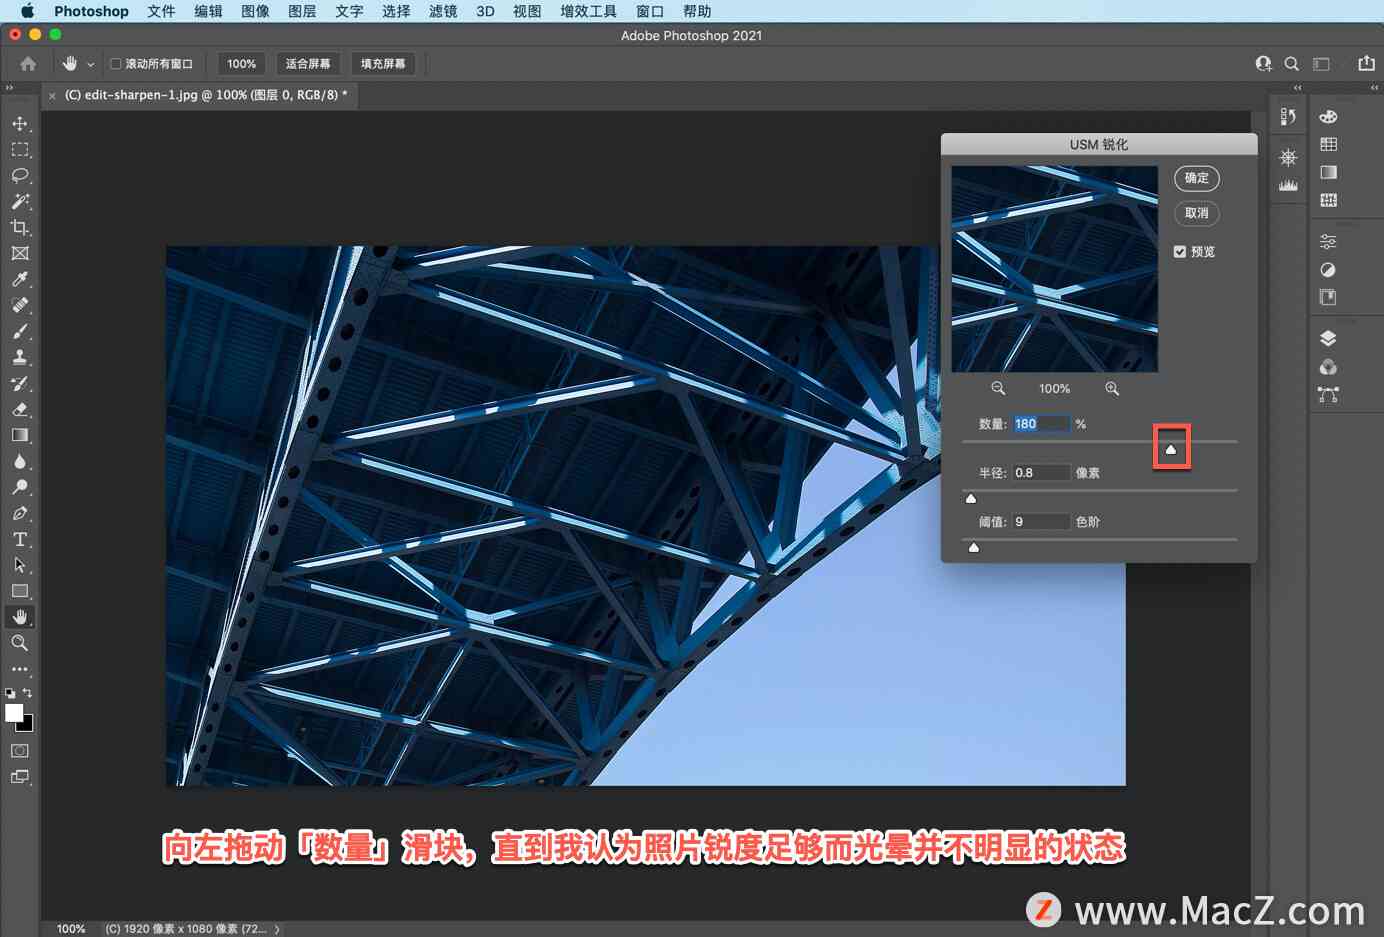 Photoshop 文件 编辑 图像 图层 文字 选择 滤镜 3D 视图 增效工具 窗口 帮助
Adobe Photoshop 2021
滚动所有窗口 100% 适合屏幕 填充屏幕
(C) edit-sharpen-1.jpg @ 100% (图层 0, RGB/8) *
USM 锐化
确定
取消
预览
100%
数量: 180 %
半径: 0.8 像素
阈值: 9 色阶
向左拖动「数量」滑块，直到我认为照片锐度足够而光晕并不明显的状态
Z www.MacZ.com
100% (C) 1920 像素 x 1080 像素 (72...